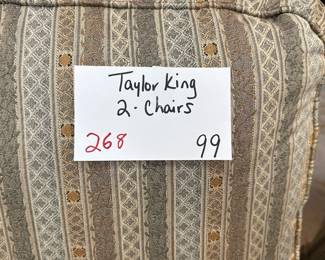 Taylor King
2. Chairs
268 99